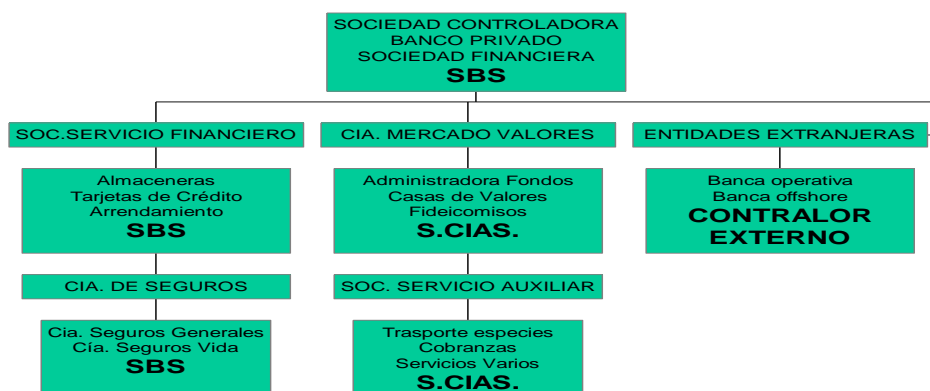 SOCIEDAD CONTROLADORA
BANCO PRIVADO
SOCIEDAD FINANCIERA
SBS
SOC.SERVICIO FINANCIERO
CIA. MERCADO VALORES
ENTIDADES EXTRANJERAS
Almaceneras
Tarjetas de Crédito
Arrendamiento
SBS
Administradora Fondos
Casas de Valores
Fideicomisos
S.CIAS.
Banca operativa
Banca offshore
CONTRALOR
EXTERNO
CIA. DE SEGUROS
SOC. SERVICIO AUXILIAR
Cia. Seguros Generales
Cía. Seguros Vida
SBS
Trasporte especies
Cobranzas
Servicios Varios
S.CIAS.